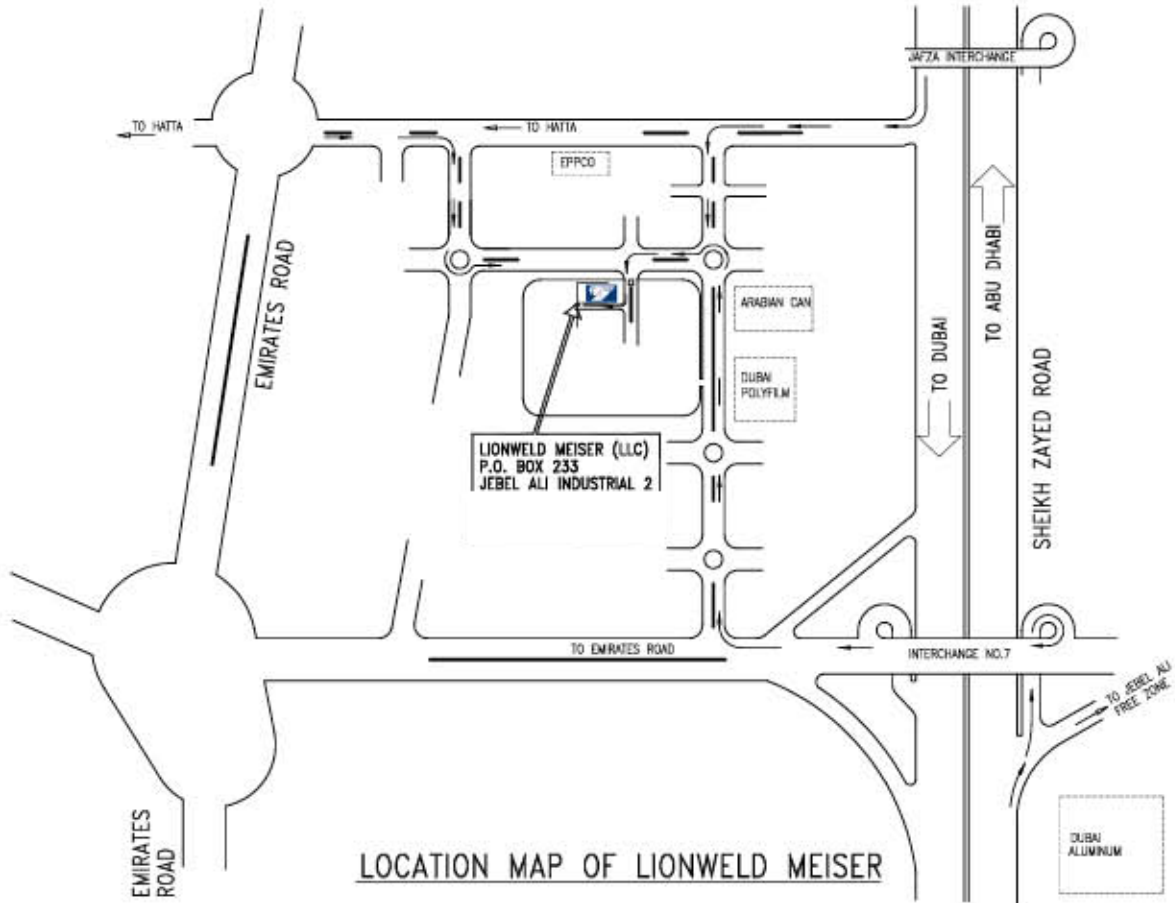 JAFZA INTERCHANGE
TO HATTA
TO HATTA
EPPCO
EMIRATES ROAD
ARABIAN CAN
TO DUBAI
TO ABU DHABI
SHEIKH ZAYED ROAD
DUBAI
POLYFILM
LIONWELD MEISER (LLC)
P.O. BOX 233
JEBEL ALI INDUSTRIAL 2
TO EMIRATES ROAD
INTERCHANGE NO.7
TO JEBEL ALI
FREE ZONE
EMIRATES
ROAD
DUBAI
ALUMINUM
LOCATION MAP OF LIONWELD MEISER